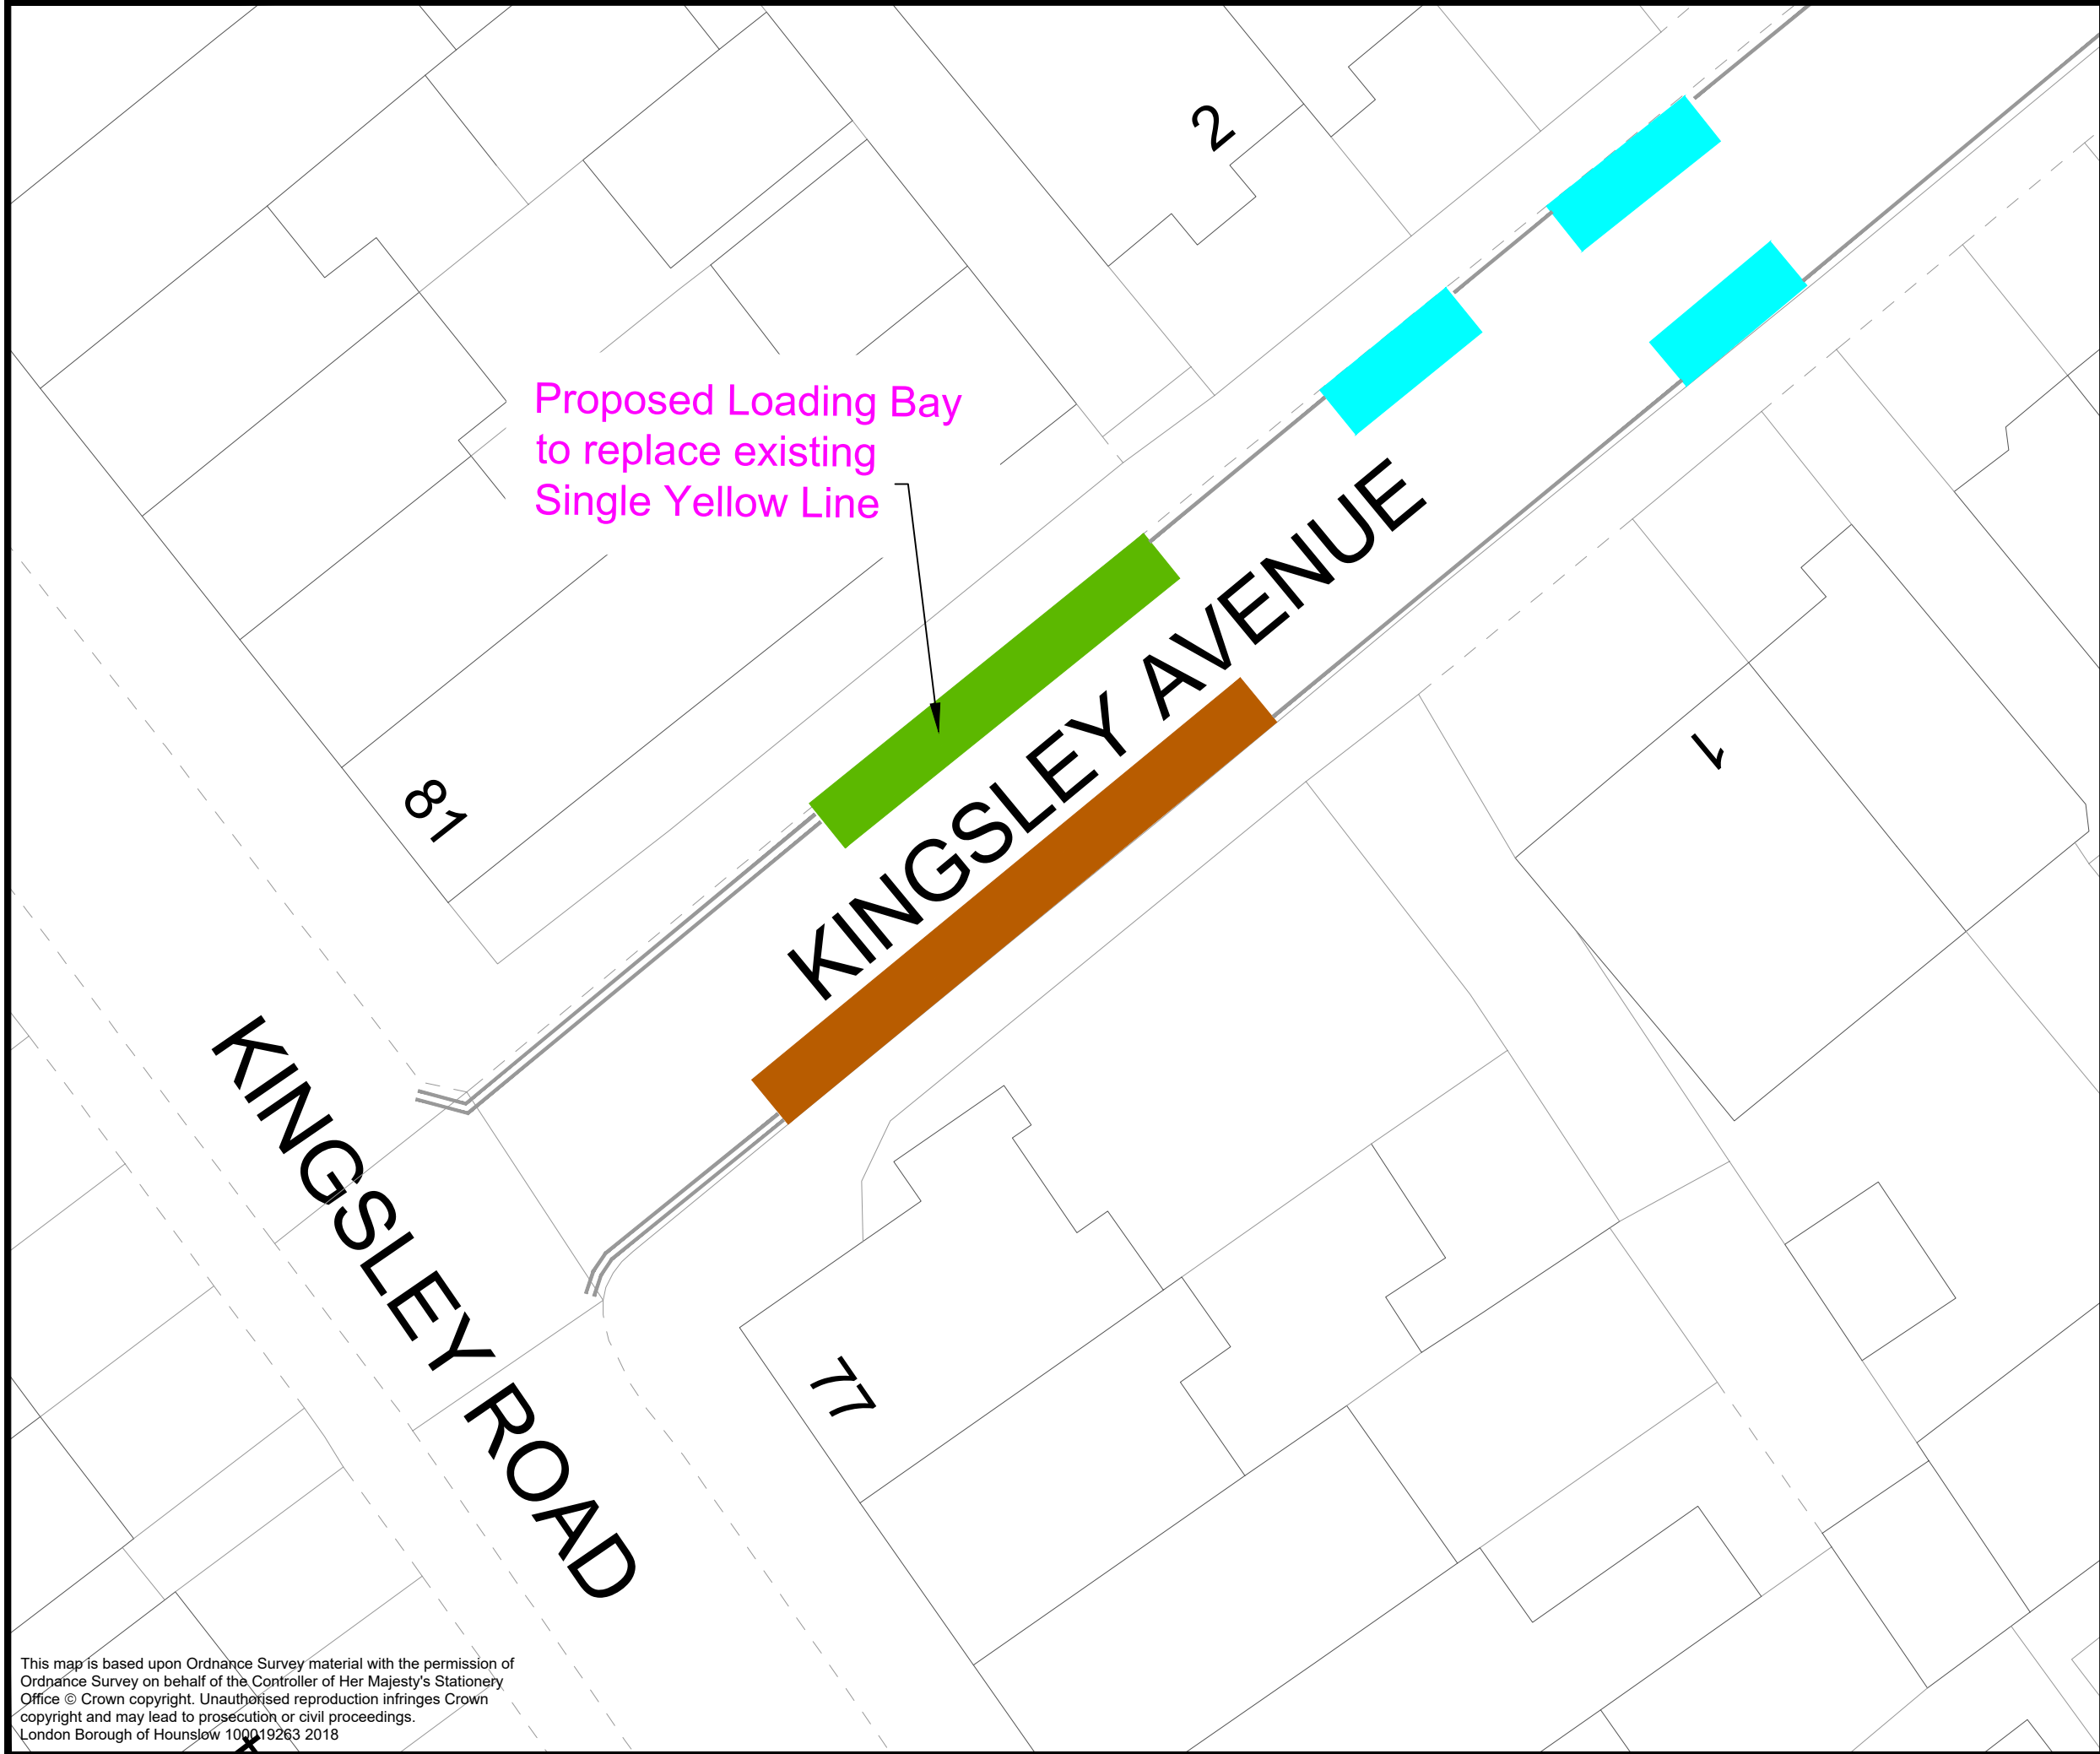 2
Proposed Loading Bay
to replace existing
Single Yellow Line
KINGSLEY AVENUE
1
81
KINGSLEY ROAD
77
This map is based upon Ordnance Survey material with the permission of
Ordnance Survey on behalf of the Controller of Her Majesty's Stationery
Office © Crown copyright. Unauthorised reproduction infringes Crown
copyright and may lead to prosecution or civil proceedings.
London Borough of Hounslow 100019263 2018